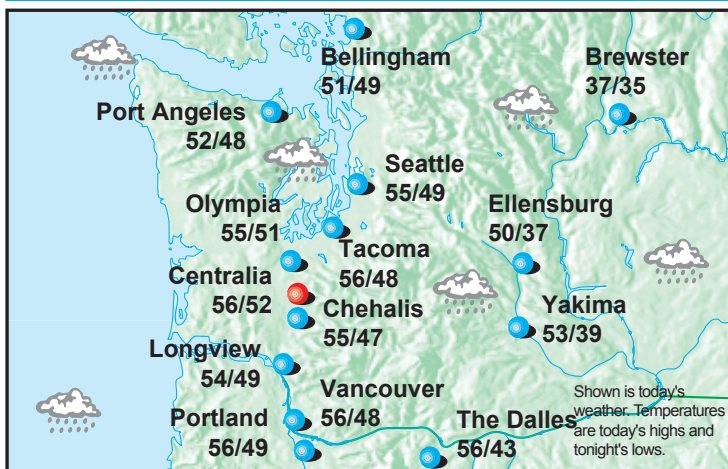 Bellingham
51/49
Brewster
37/35
Port Angeles
52/48
Seattle
55/49
Olympia
55/51
Ellensburg
50/37
Tacoma
56/48
Centralia
56/52
Chehalis
55/47
Yakima
53/39
Longview
54/49
Vancouver
56/48
Portland
56/49
The Dalles
56/43
Shown is today's
weather. Temperatures
are today's highs and
tonight's lows.